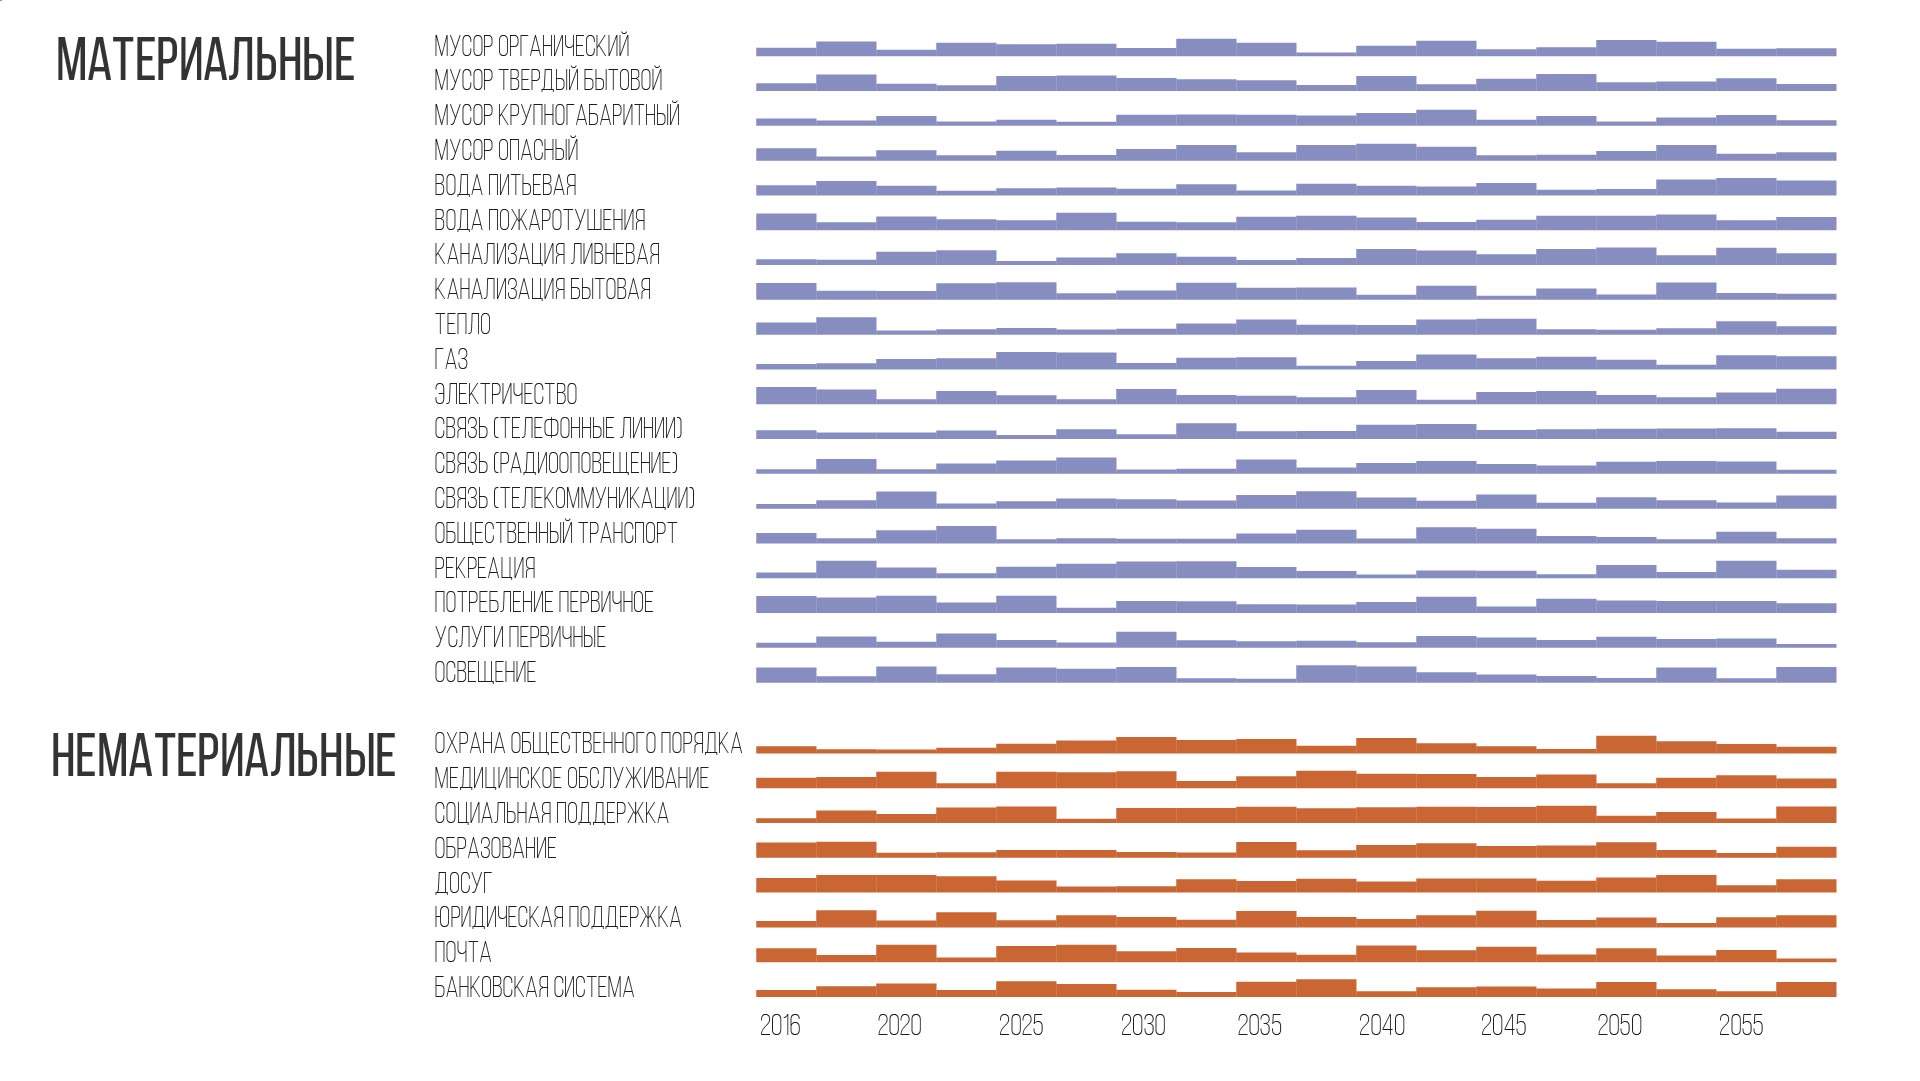 МАТЕРИАЛЬНЫЕ
МУСОР ОРГАНИЧЕСКИЙ
МУСОР ТВЕРДЫЙ БЫТОВОЙ
МУСОР КРУПНОГАБАРИТНЫЙ
МУСОР ОПАСНЫЙ
ВОДА ПИТЬЕВАЯ
ВОДА ПОЖАРОТУШЕНИЯ
КАНАЛИЗАЦИЯ ЛИВНЕВАЯ
КАНАЛИЗАЦИЯ БЫТОВАЯ
ТЕПЛО
ГАЗ
ЭЛЕКТРИЧЕСТВО
СВЯЗЬ (ТЕЛЕФОННЫЕ ЛИНИИ)
СВЯЗЬ (РАДИООПОВЕЩЕНИЕ)
СВЯЗЬ (ТЕЛЕКОММУНИКАЦИИ)
ОБЩЕСТВЕННЫЙ ТРАНСПОРТ
РЕКРЕАЦИЯ
ПОТРЕБЛЕНИЕ ПЕРВИЧНОЕ
УСЛУГИ ПЕРВИЧНЫЕ
ОСВЕЩЕНИЕ
НЕМАТЕРИАЛЬНЫЕ
ОХРАНА ОБЩЕСТВЕННОГО ПОРЯДКА
МЕДИЦИНСКОЕ ОБСЛУЖИВАНИЕ
СОЦИАЛЬНАЯ ПОДДЕРЖКА
ОБРАЗОВАНИЕ
ДОСУГ
ЮРИДИЧЕСКАЯ ПОДДЕРЖКА
ПОЧТА
БАНКОВСКАЯ СИСТЕМА
2016 2020 2025 2030 2035 2040 2045 2050 2055